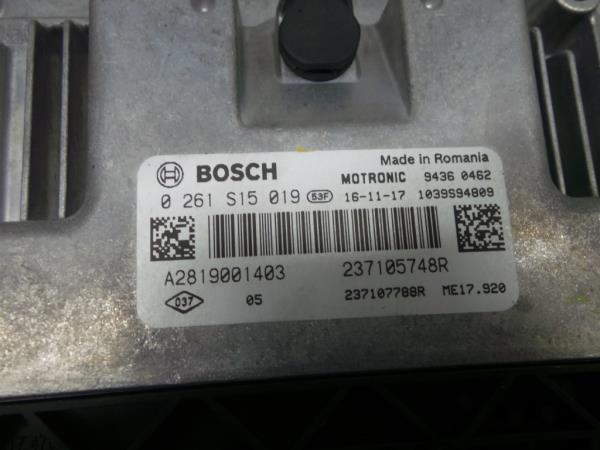 BOSCH
Made in Romania
MOTRONIC 9436 0462
0 261 S15 019 53F 16-11-17 1039S94809
A2819001403 237105748R
037 05 237107788R ME17.920